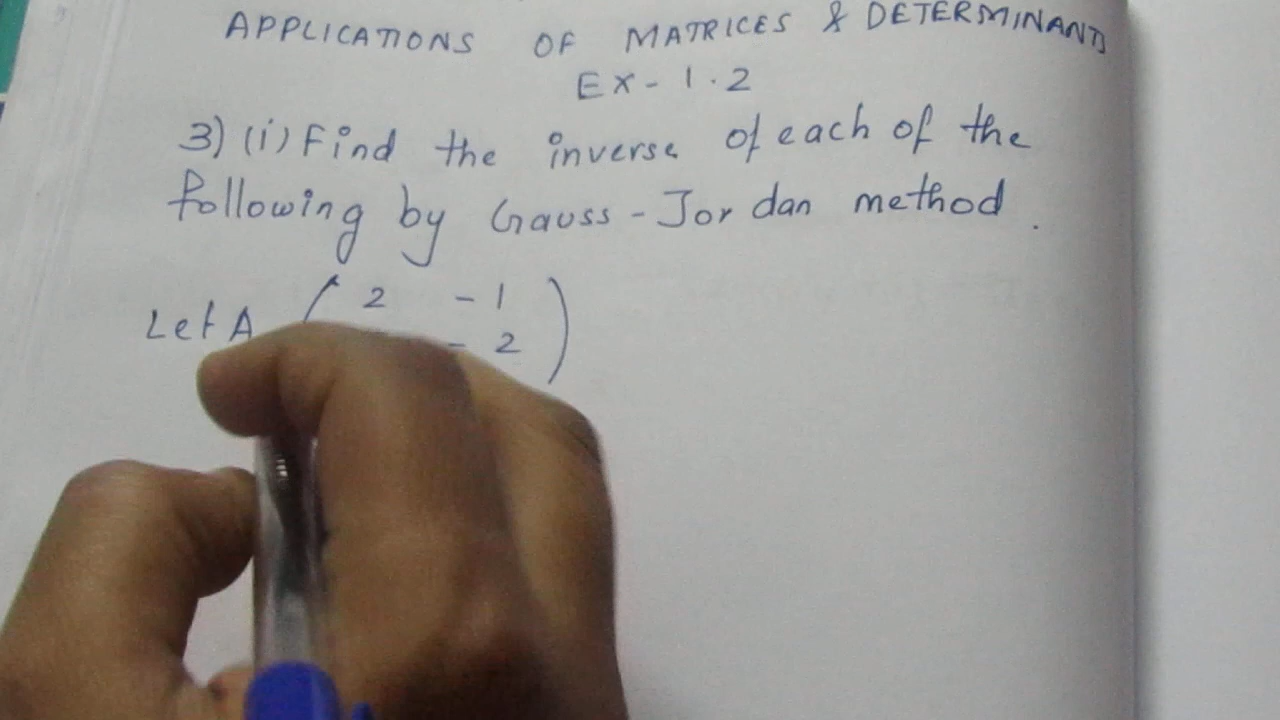 APPLICATIONS OF MATRICES & DETERMINANTS
EX - 1.2
3) (i) Find the inverse of each of the
following by Gauss - Jordan method.
Let A ( 2 -1
- 2 )